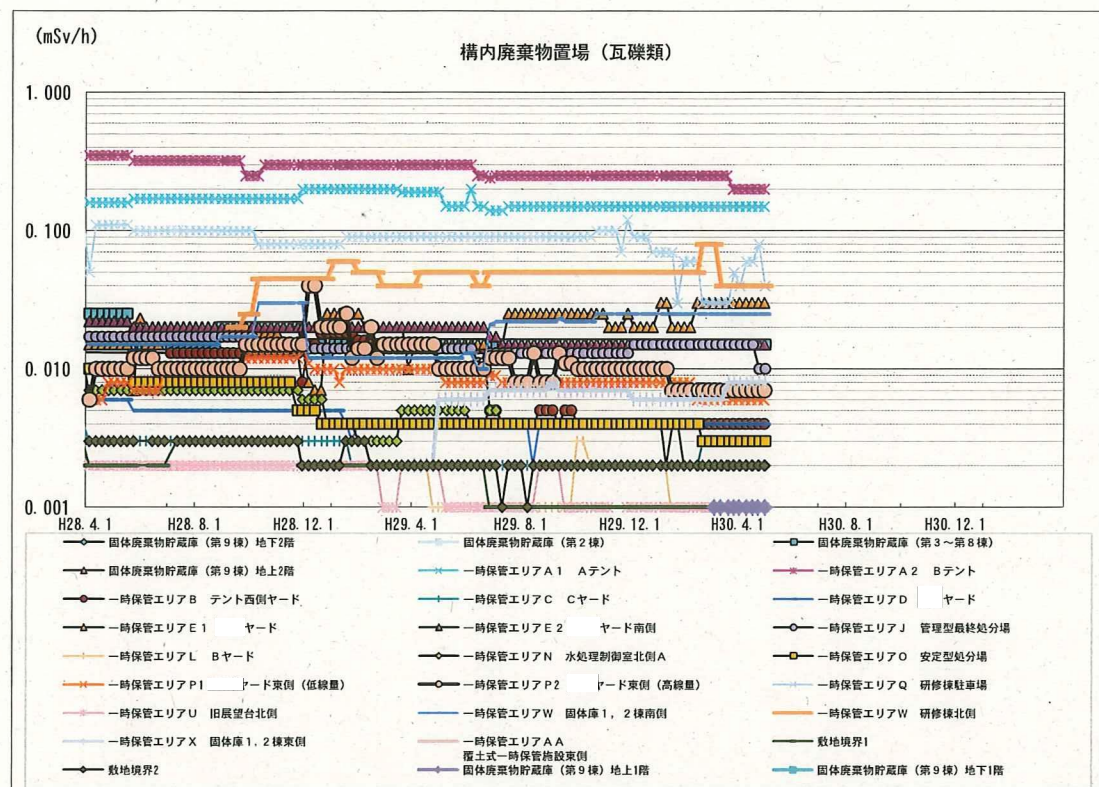 (mSv/h)
構内廃棄物置場（瓦礫類）
1.000
0.100
0.010
0.001
H28. 4. 1 H28. 8. 1 H28. 12. 1 H29. 4. 1 H29. 8. 1 H29. 12. 1 H30. 4. 1 H30. 8. 1 H30. 12. 1
固体廃棄物貯蔵庫（第９棟）地下2階 固体廃棄物貯蔵庫（第２棟） 固体廃棄物貯蔵庫（第３～第８棟）
固体廃棄物貯蔵庫（第９棟）地上2階 一時保管エリアＡ１ Ａテント 一時保管エリアＡ２ Ｂテント
一時保管エリアＢ テント西側ヤード 一時保管エリアＣ Ｃヤード 一時保管エリアＤ ヤード
一時保管エリアＥ１ ヤード 一時保管エリアＥ２ ヤード南側 一時保管エリアＪ 管理型最終処分場
一時保管エリアＬ Ｂヤード 一時保管エリアＮ 水処理制御室北側A 一時保管エリアＯ 安定型処分場
一時保管エリアＰ1 ヤード東側（低線量） 一時保管エリアＰ2 ヤード東側（高線量） 一時保管エリアＱ 研修棟駐車場
一時保管エリアＵ 旧展望台北側 一時保管エリアＷ 固体庫１，２棟南側 一時保管エリアＷ 研修棟北側
一時保管エリアＸ 固体庫１,２棟東側 一時保管エリアＡＡ 敷地境界1
覆土式一時保管施設東側
敷地境界2 固体廃棄物貯蔵庫（第９棟）地上1階 固体廃棄物貯蔵庫（第９棟）地下1階